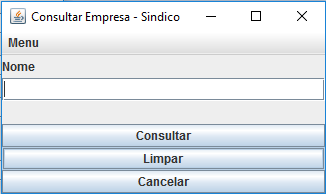 Consultar Empresa - Sindico
Menu
Nome
Consultar
Limpar
Cancelar